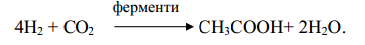 ферменти
4H₂ + CO₂ ⟶ CH₃COOH+ 2H₂O.